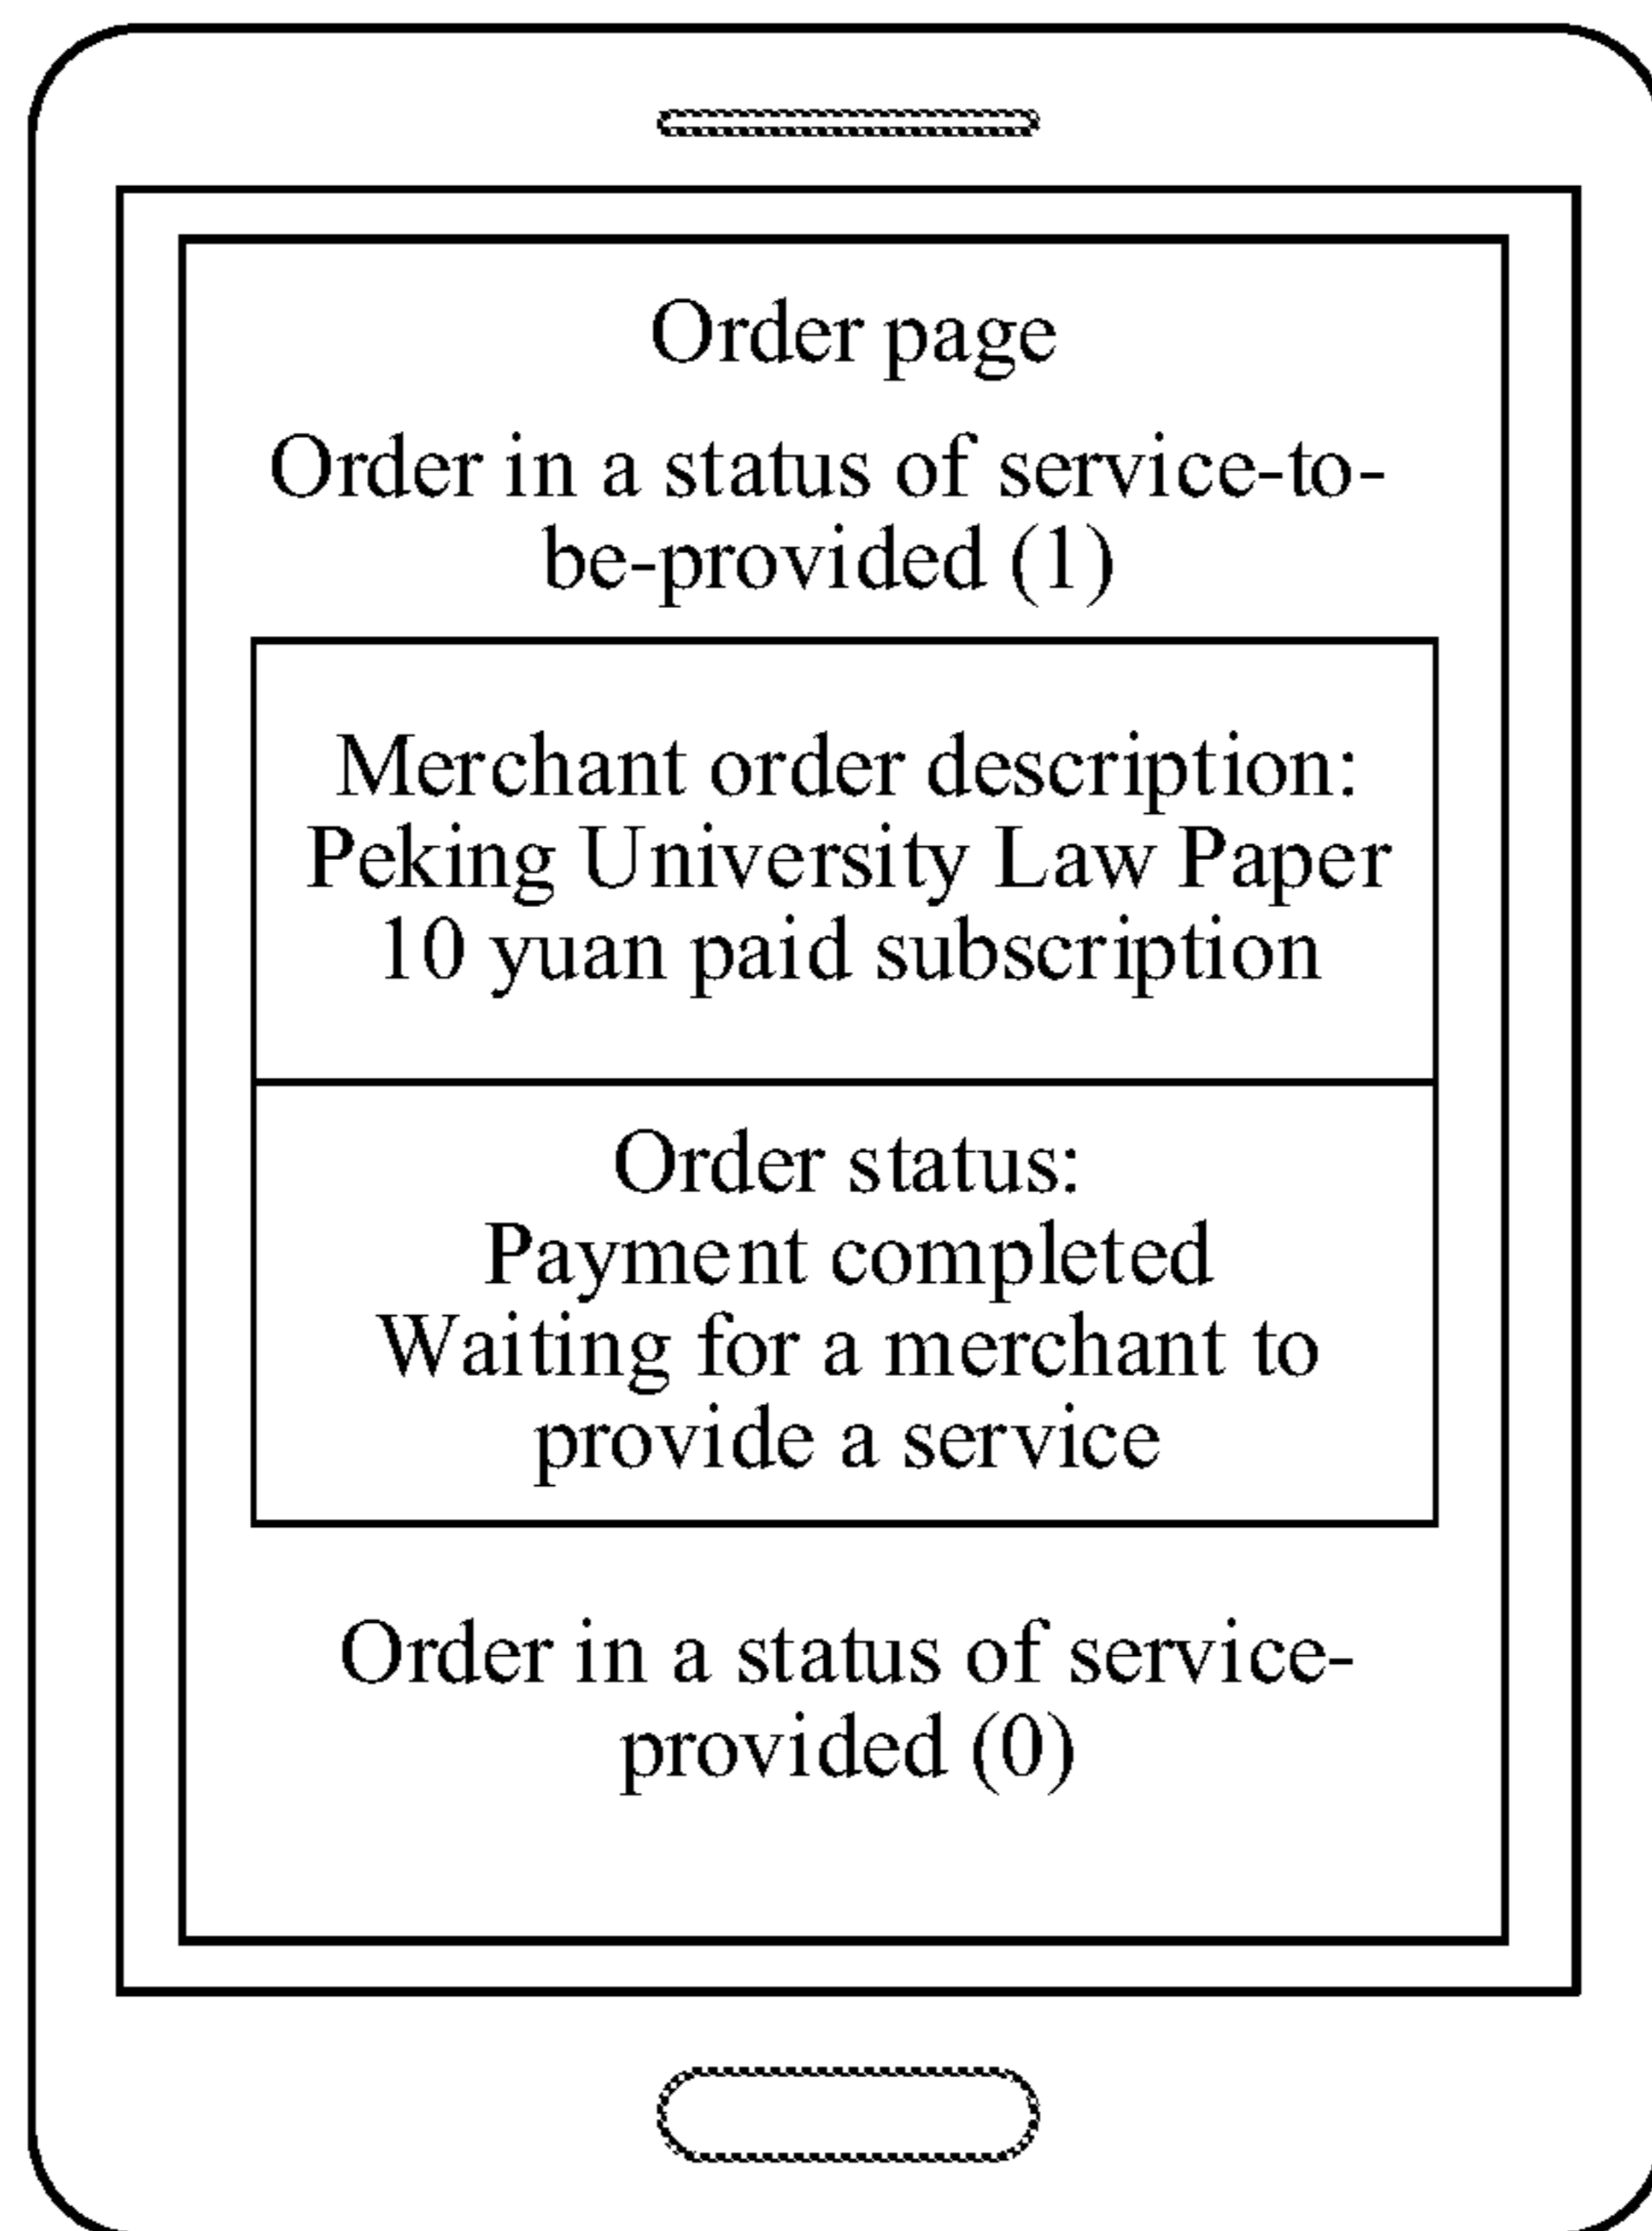 Order page
Order in a status of service-to-
be-provided (1)
Merchant order description:
Peking University Law Paper
10 yuan paid subscription
Order status:
Payment completed
Waiting for a merchant to
provide a service
Order in a status of service-
provided (0)